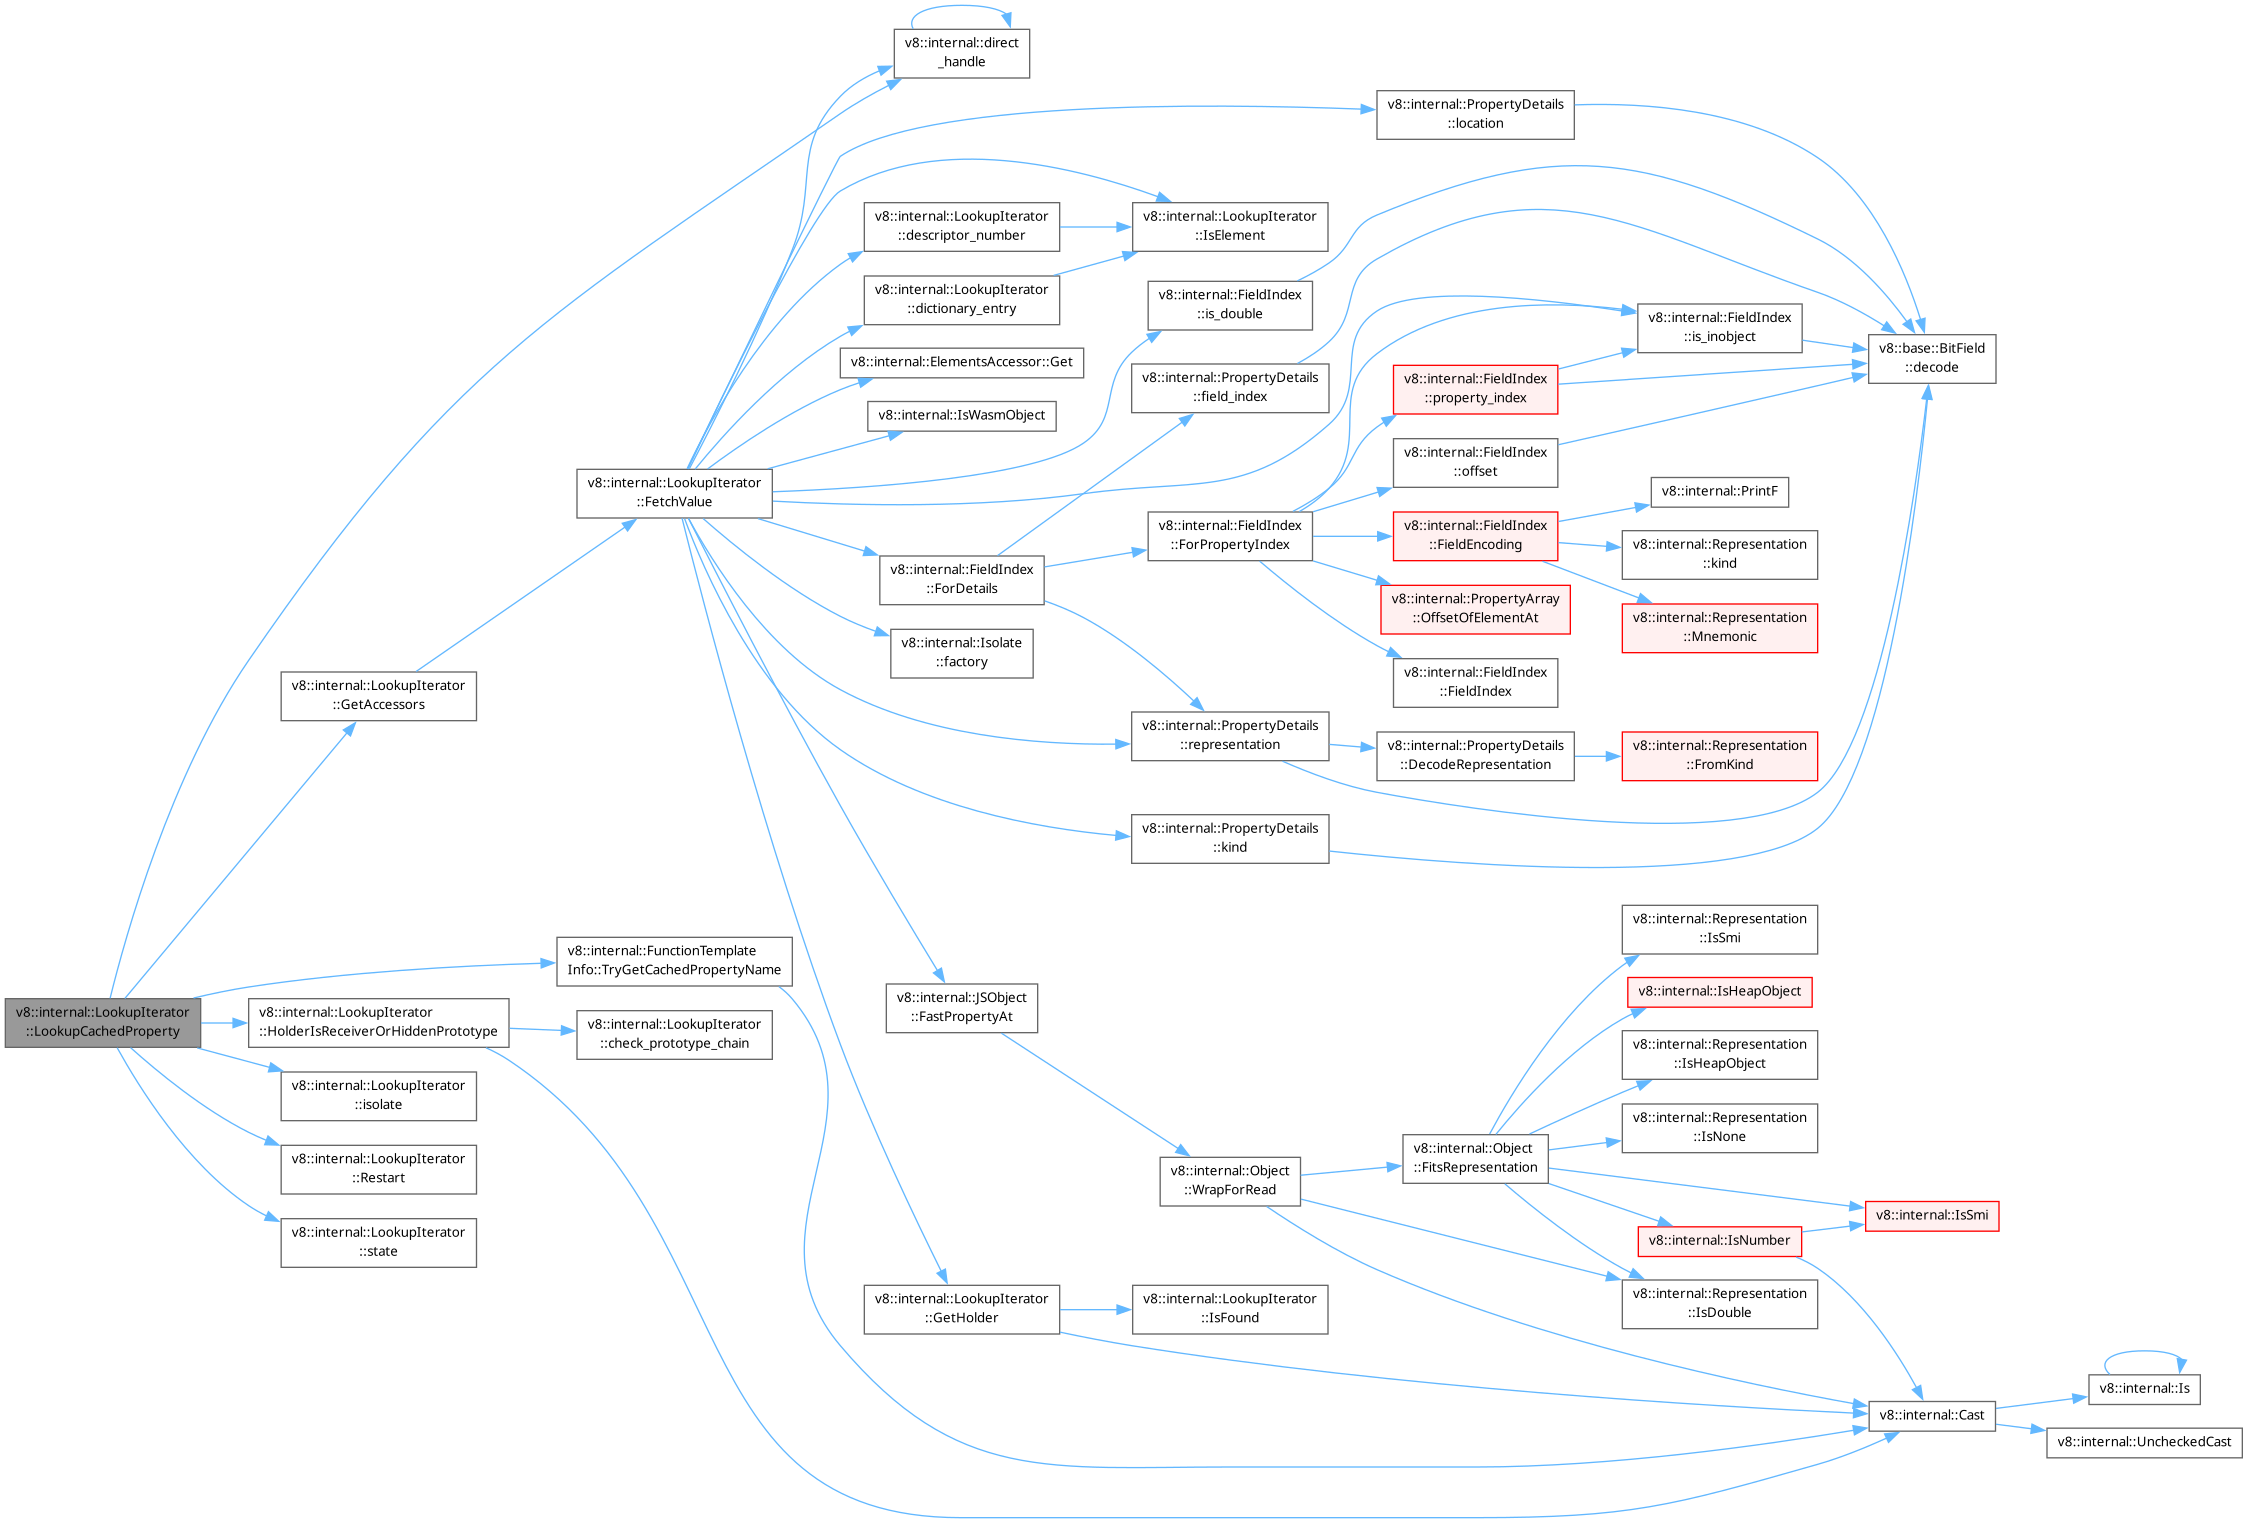 v8::internal::LookupIterator
::LookupCachedProperty
v8::internal::direct
_handle
v8::internal::LookupIterator
::GetAccessors
v8::internal::LookupIterator
::FetchValue
v8::internal::PropertyDetails
::location
v8::internal::LookupIterator
::descriptor_number
v8::internal::LookupIterator
::IsElement
v8::internal::LookupIterator
::dictionary_entry
v8::internal::FieldIndex
::is_double
v8::internal::ElementsAccessor::Get
v8::internal::IsWasmObject
v8::internal::PropertyDetails
::field_index
v8::internal::FieldIndex
::is_inobject
v8::base::BitField
::decode
v8::internal::FieldIndex
::property_index
v8::internal::FieldIndex
::offset
v8::internal::FieldIndex
::ForDetails
v8::internal::FieldIndex
::ForPropertyIndex
v8::internal::FieldIndex
::FieldEncoding
v8::internal::PrintF
v8::internal::Representation
::kind
v8::internal::Representation
::Mnemonic
v8::internal::PropertyArray
::OffsetOfElementAt
v8::internal::FieldIndex
::FieldIndex
v8::internal::Isolate
::factory
v8::internal::PropertyDetails
::representation
v8::internal::PropertyDetails
::DecodeRepresentation
v8::internal::Representation
::FromKind
v8::internal::PropertyDetails
::kind
v8::internal::FunctionTemplate
Info::TryGetCachedPropertyName
v8::internal::LookupIterator
::HolderIsReceiverOrHiddenPrototype
v8::internal::LookupIterator
::check_prototype_chain
v8::internal::LookupIterator
::isolate
v8::internal::LookupIterator
::Restart
v8::internal::LookupIterator
::state
v8::internal::JSObject
::FastPropertyAt
v8::internal::Object
::WrapForRead
v8::internal::Object
::FitsRepresentation
v8::internal::Representation
::IsSmi
v8::internal::IsHeapObject
v8::internal::Representation
::IsHeapObject
v8::internal::Representation
::IsNone
v8::internal::IsSmi
v8::internal::IsNumber
v8::internal::Representation
::IsDouble
v8::internal::LookupIterator
::GetHolder
v8::internal::LookupIterator
::IsFound
v8::internal::Cast
v8::internal::Is
v8::internal::UncheckedCast